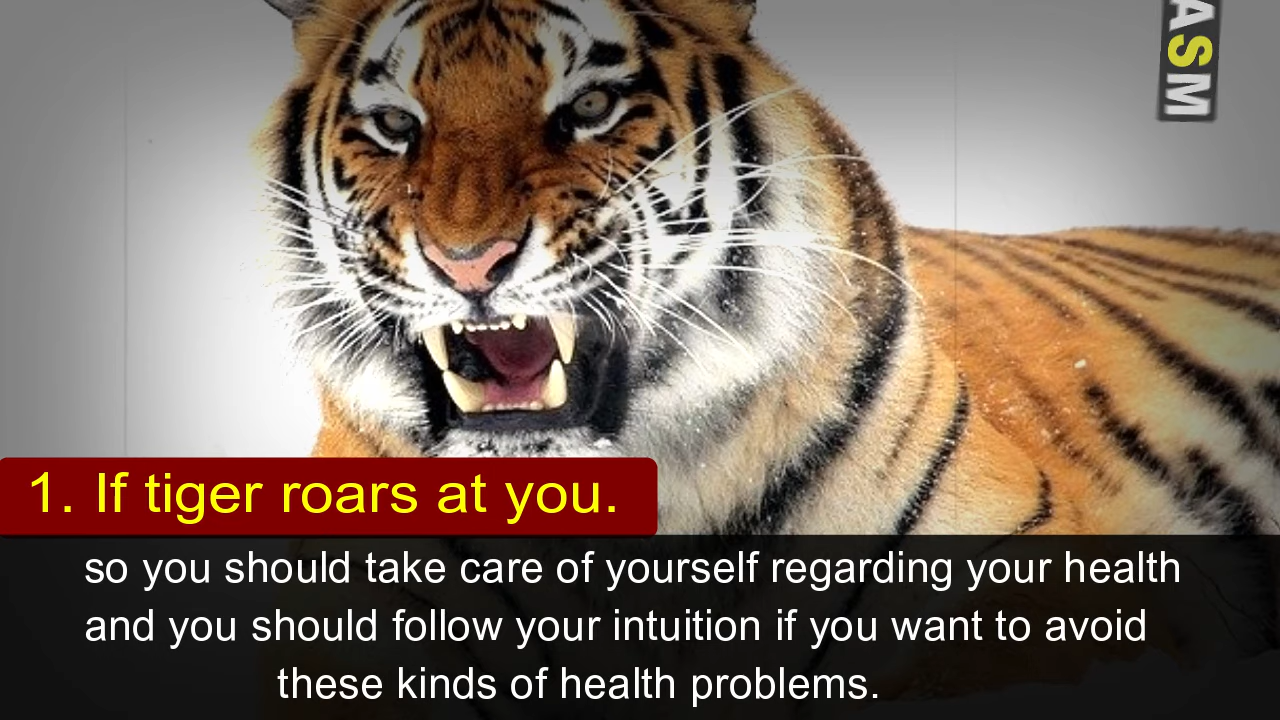 ASM
1. If tiger roars at you.
so you should take care of yourself regarding your health
and you should follow your intuition if you want to avoid
these kinds of health problems.